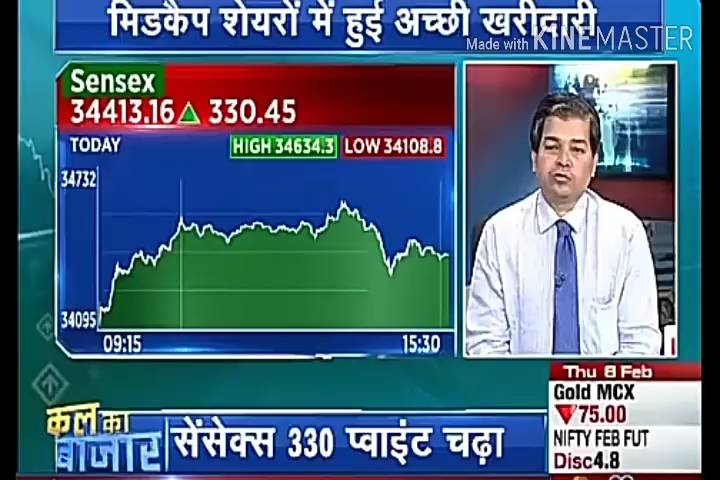 मिडकैप शेयरों में हुई अच्छी खरीदारी
Made with KINEMASTER
Sensex
34413.16 ▲ 330.45
TODAY HIGH 34634.3 LOW 34108.8
34732
34095
09:15 15:30
Thu 8 Feb
Gold MCX
▼75.00
NIFTY FEB FUT
Disc4.8
कल का
बाजार
सेंसेक्स 330 प्वाइंट चढ़ा